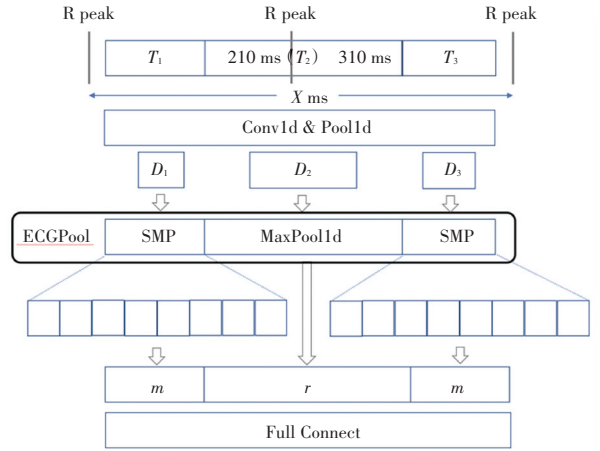 R peak R peak R peak
T₁ 210 ms (T₂) 310 ms T₃
X ms
Conv1d & Pool1d
D₁ D₂ D₃
ECGPool SMP MaxPool1d SMP
m r m
Full Connect